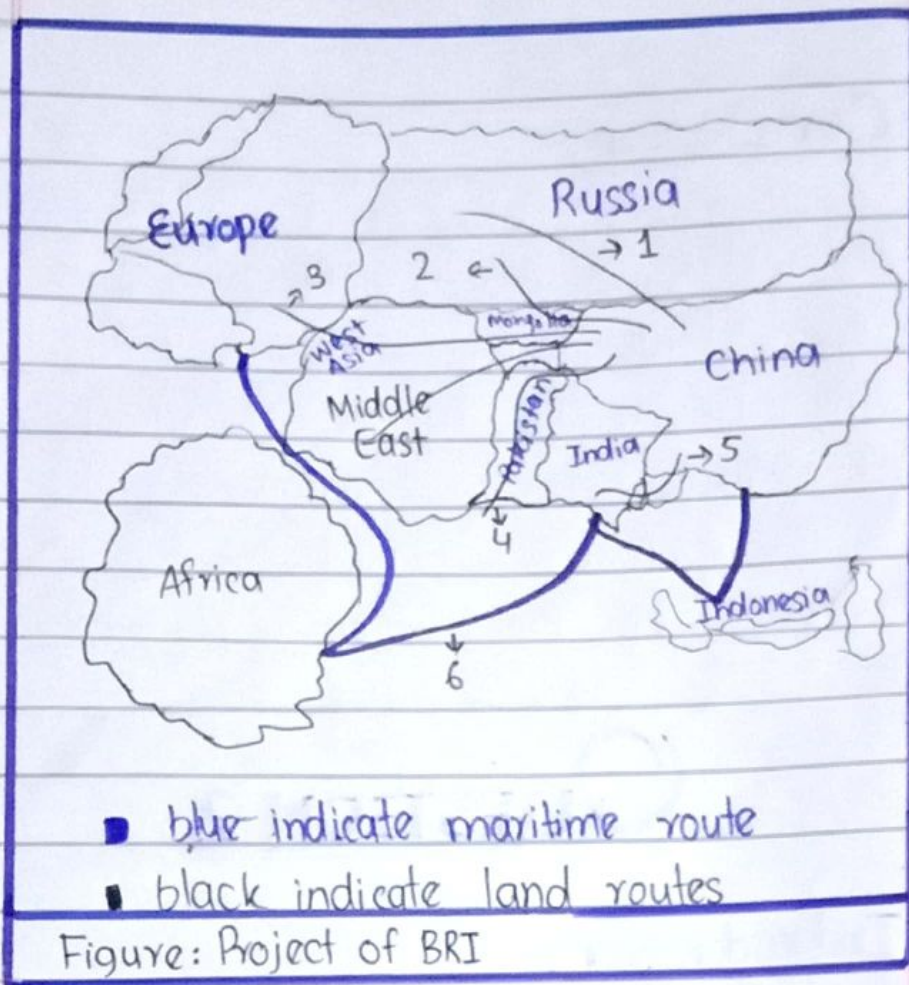 Russia
Europe
→ 1
3
2 ←
Mongolia
West
Asia
China
Middle
East
Pakistan
India
→ 5
↓
4
Africa
Indonesia
↓
6
blue indicate maritime route
black indicate land routes
Figure: Project of BRI